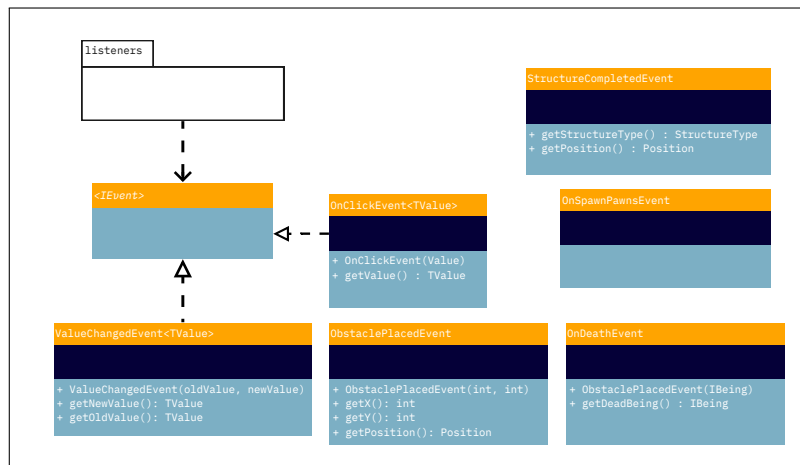 listeners
StructureCompletedEvent
+ getStructureType() : StructureType
+ getPosition() : Position
<IEvent>
OnClickEvent<TValue>
+ OnClickEvent(Value)
+ getValue() : TValue
OnSpawnPawnsEvent
ValueChangedEvent<TValue>
+ ValueChangedEvent(oldValue, newValue)
+ getNewValue(): TValue
+ getOldValue(): TValue
ObstaclePlacedEvent
+ ObstaclePlacedEvent(int, int)
+ getX(): int
+ getY(): int
+ getPosition(): Position
OnDeathEvent
+ ObstaclePlacedEvent(IBeing)
+ getDeadBeing() : IBeing